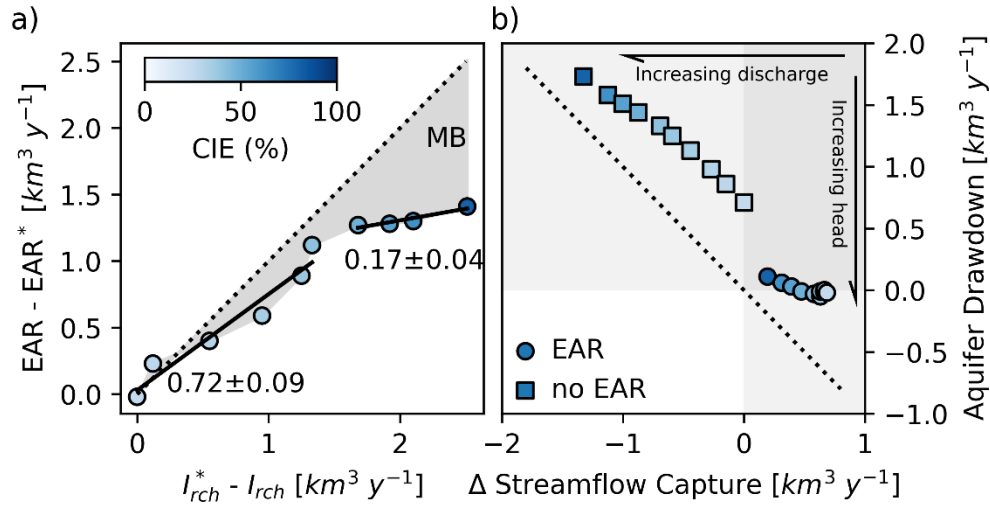 a)
b)
2.5
2.0
1.5
1.0
0.5
0.0
EAR - EAR* [km³ y⁻¹]
0 50 100
CIE (%)
MB
0.17±0.04
0.72±0.09
0 1 2
I*rch - Irch [km³ y⁻¹]
Increasing discharge
Increasing head
EAR
no EAR
2.0
1.5
1.0
0.5
0.0
−0.5
−1.0
Aquifer Drawdown [km³ y⁻¹]
−2 −1 0 1
Δ Streamflow Capture [km³ y⁻¹]